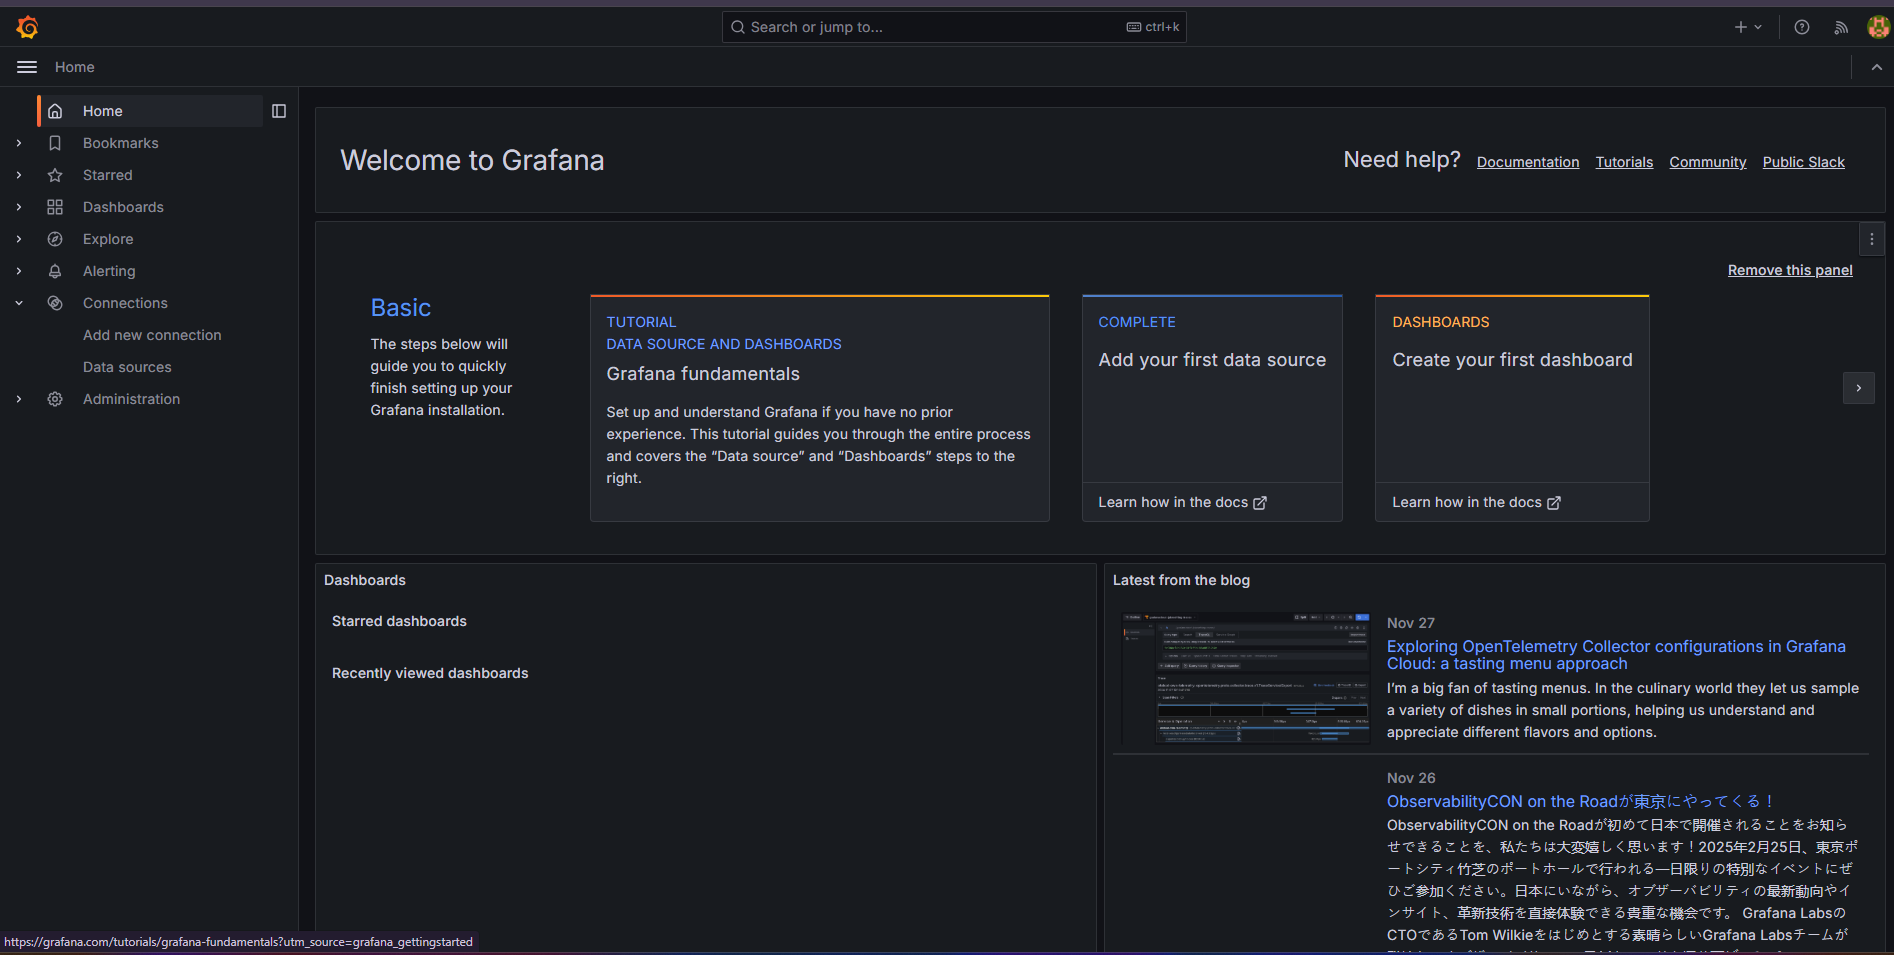 Search or jump to...
ctrl+k
Home
Home
Bookmarks
Starred
Dashboards
Explore
Alerting
Connections
Add new connection
Data sources
Administration
Welcome to Grafana
Need help?
Documentation
Tutorials
Community
Public Slack
Remove this panel
Basic
The steps below will
guide you to quickly
finish setting up your
Grafana installation.
TUTORIAL
DATA SOURCE AND DASHBOARDS
Grafana fundamentals
Set up and understand Grafana if you have no prior
experience. This tutorial guides you through the entire process
and covers the “Data source” and “Dashboards” steps to the
right.
COMPLETE
Add your first data source
Learn how in the docs
DASHBOARDS
Create your first dashboard
Learn how in the docs
Dashboards
Starred dashboards
Recently viewed dashboards
Latest from the blog
Nov 27
Exploring OpenTelemetry Collector configurations in Grafana
Cloud: a tasting menu approach
I’m a big fan of tasting menus. In the culinary world they let us sample
a variety of dishes in small portions, helping us understand and
appreciate different flavors and options.
Nov 26
ObservabilityCON on the Roadが東京にやってくる！
ObservabilityCON on the Roadが初めて日本で開催されることをお知ら
せできることを、私たちは大変嬉しく思います！2025年2月25日、東京ポ
ートシティ竹芝のポートホールで行われる一日限りの特別なイベントにぜ
ひご参加ください。日本にいながら、オブザーバビリティの最新動向やイ
ンサイト、革新技術を直接体験できる貴重な機会です。 Grafana Labsの
CTOであるTom Wilkieをはじめとする素晴らしいGrafana Labsチームが
https://grafana.com/tutorials/grafana-fundamentals?utm_source=grafana_gettingstarted